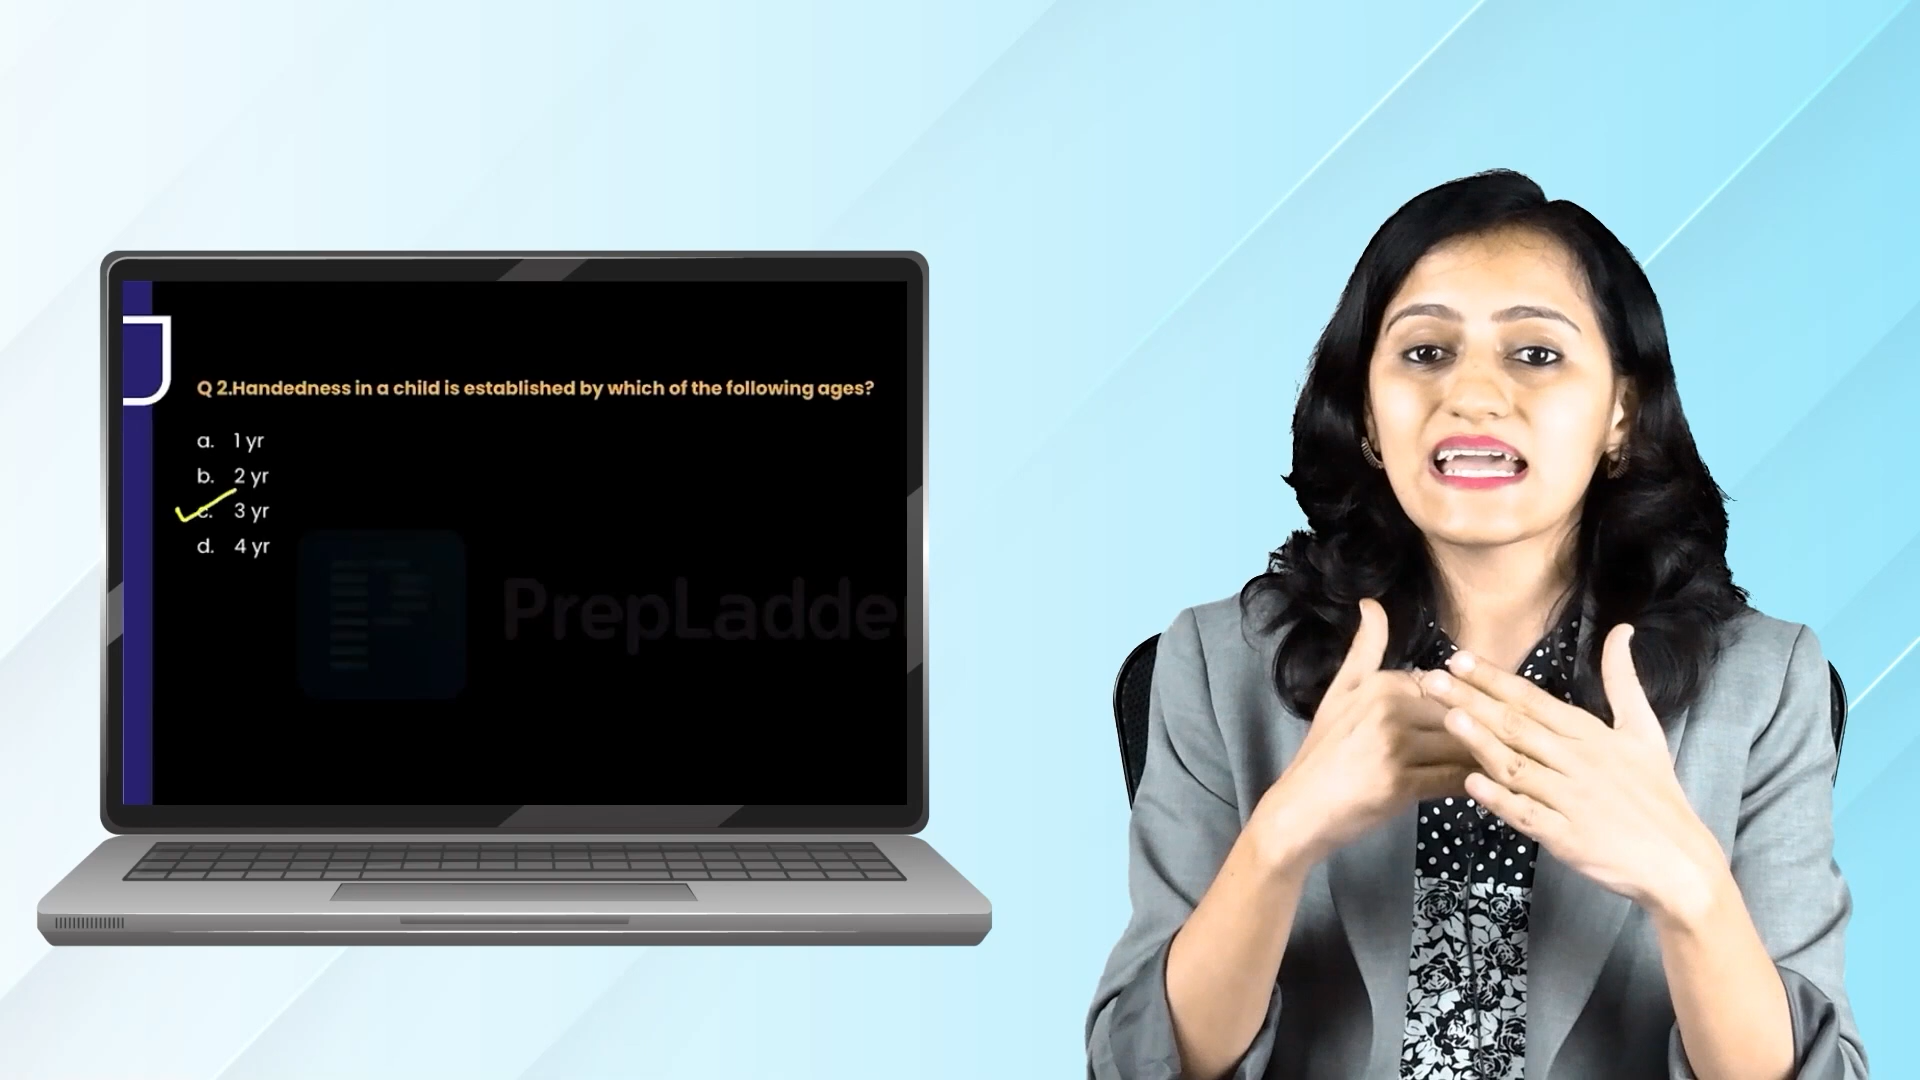 Q 2.Handedness in a child is established by which of the following ages?
a. 1 yr
b. 2 yr
c. 3 yr
d. 4 yr
PrepLadder